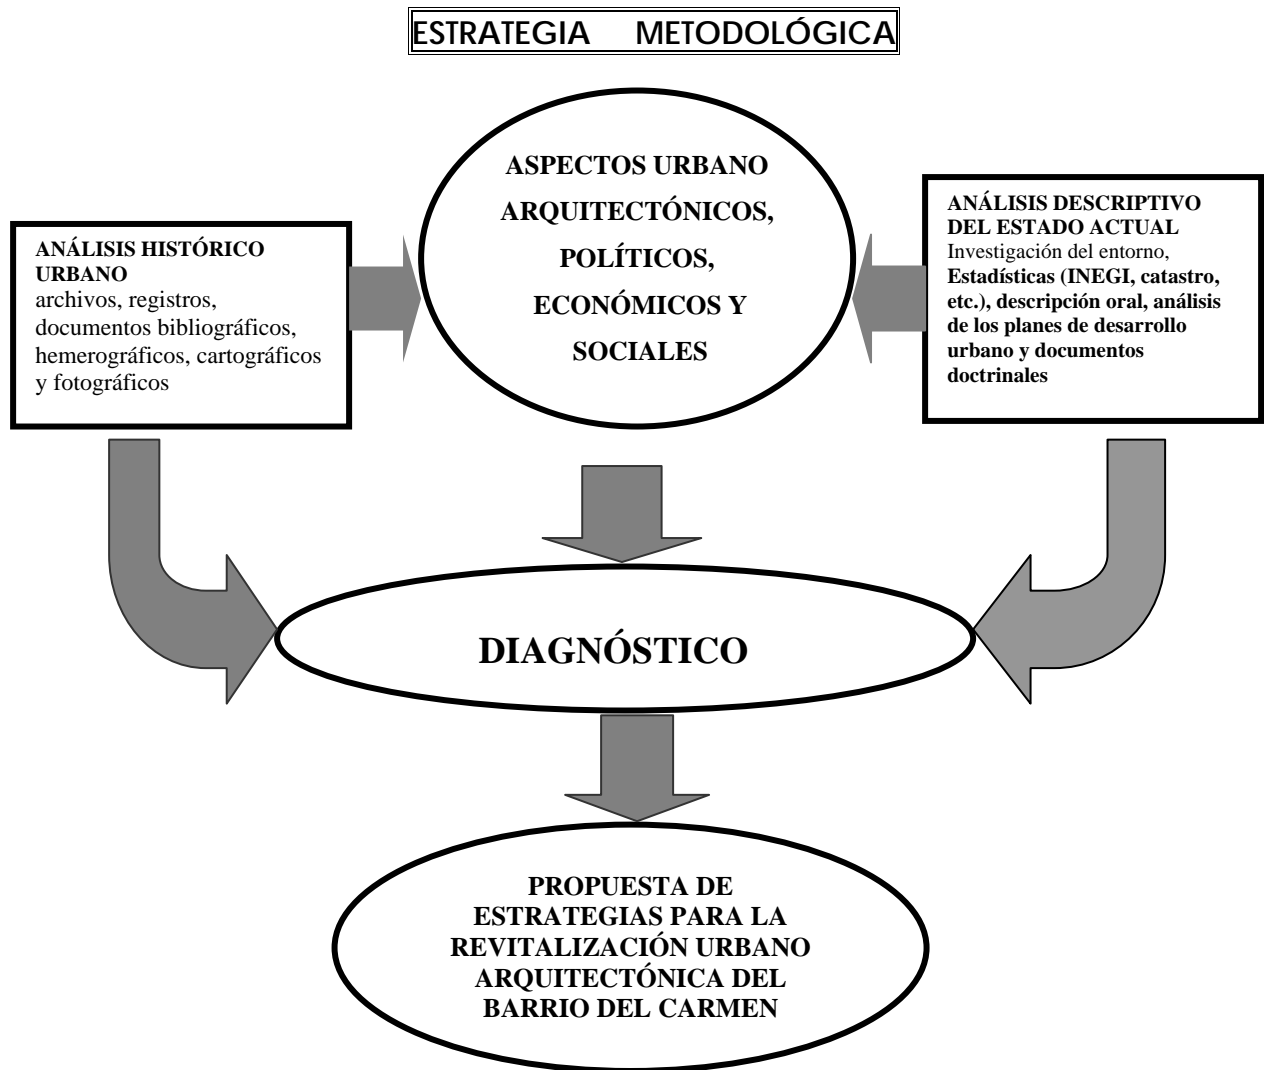 ESTRATEGIA METODOLÓGICA
ASPECTOS URBANO
ARQUITECTÓNICOS,
POLÍTICOS,
ECONÓMICOS Y
SOCIALES
ANÁLISIS HISTÓRICO
URBANO
archivos, registros,
documentos bibliográficos,
hemerográficos, cartográficos
y fotográficos
ANÁLISIS DESCRIPTIVO
DEL ESTADO ACTUAL
Investigación del entorno,
Estadísticas (INEGI, catastro,
etc.), descripción oral, análisis
de los planes de desarrollo
urbano y documentos
doctrinales
DIAGNÓSTICO
PROPUESTA DE
ESTRATEGIAS PARA LA
REVITALIZACIÓN URBANO
ARQUITECTÓNICA DEL
BARRIO DEL CARMEN